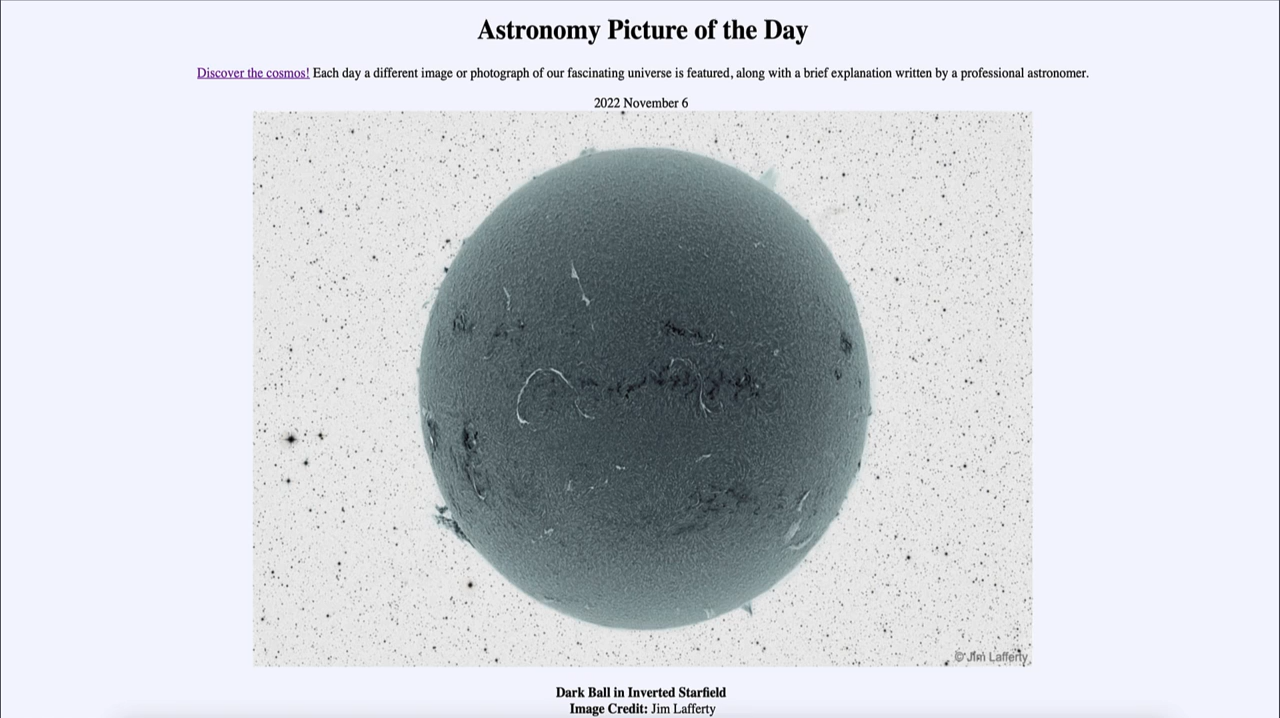 Astronomy Picture of the Day
Discover the cosmos! Each day a different image or photograph of our fascinating universe is featured, along with a brief explanation written by a professional astronomer.
2022 November 6
© Jim Lafferty
Dark Ball in Inverted Starfield
Image Credit: Jim Lafferty